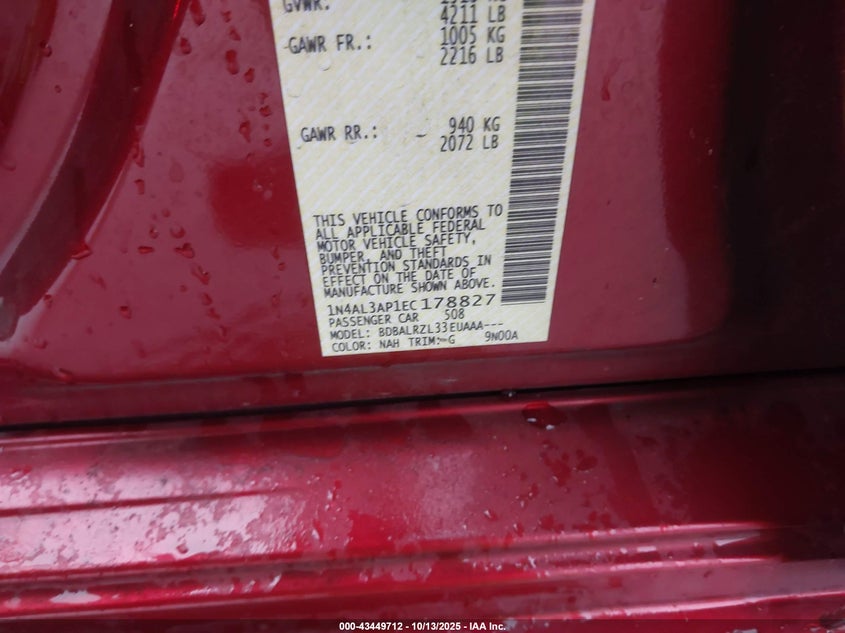 GVWR:
4211 LB
GAWR FR.: 1005 KG
2216 LB
GAWR RR.: 940 KG
2072 LB
THIS VEHICLE CONFORMS TO
ALL APPLICABLE FEDERAL
MOTOR VEHICLE SAFETY,
BUMPER, AND THEFT
PREVENTION STANDARDS IN
EFFECT ON THE DATE OF
MANUFACTURE SHOWN ABOVE.
1N4AL3AP1EC178827
PASSENGER CAR 508
MODEL: BDBALRZL33EUAAA---
COLOR: NAH TRIM: G 9N00A
000-43449712 - 10/13/2025 - IAA Inc.